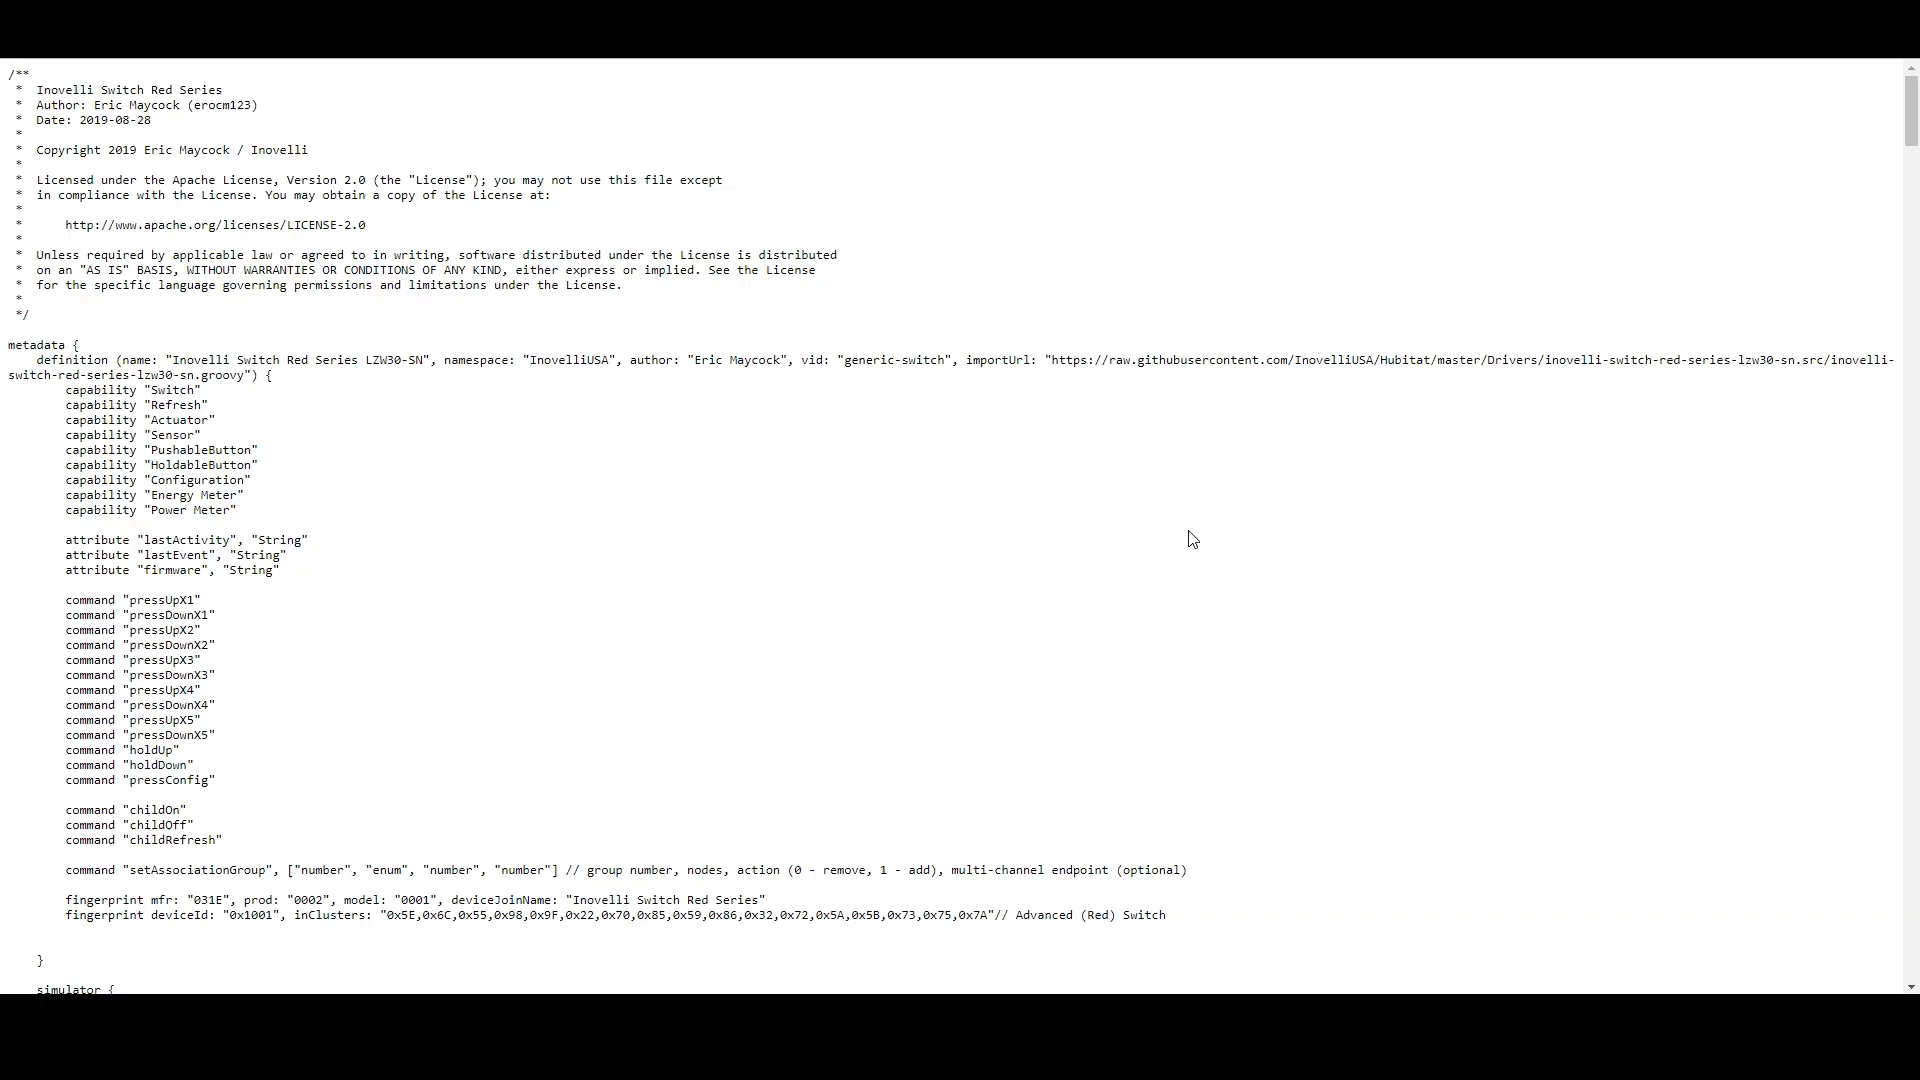 /**
 *  Inovelli Switch Red Series
 *  Author: Eric Maycock (erocm123)
 *  Date: 2019-08-28
 *
 *  Copyright 2019 Eric Maycock / Inovelli
 *
 *  Licensed under the Apache License, Version 2.0 (the "License"); you may not use this file except
 *  in compliance with the License. You may obtain a copy of the License at:
 *
 *      http://www.apache.org/licenses/LICENSE-2.0
 *
 *  Unless required by applicable law or agreed to in writing, software distributed under the License is distributed
 *  on an "AS IS" BASIS, WITHOUT WARRANTIES OR CONDITIONS OF ANY KIND, either express or implied. See the License
 *  for the specific language governing permissions and limitations under the License.
 *
 */
metadata {
    definition (name: "Inovelli Switch Red Series LZW30-SN", namespace: "InovelliUSA", author: "Eric Maycock", vid: "generic-switch", importUrl: "https://raw.githubusercontent.com/InovelliUSA/Hubitat/master/Drivers/inovelli-switch-red-series-lzw30-sn.src/inovelli-
switch-red-series-lzw30-sn.groovy") {
        capability "Switch"
        capability "Refresh"
        capability "Actuator"
        capability "Sensor"
        capability "PushableButton"
        capability "HoldableButton"
        capability "Configuration"
        capability "Energy Meter"
        capability "Power Meter"
        attribute "lastActivity", "String"
        attribute "lastEvent", "String"
        attribute "firmware", "String"
        command "pressUpX1"
        command "pressDownX1"
        command "pressUpX2"
        command "pressDownX2"
        command "pressUpX3"
        command "pressDownX3"
        command "pressUpX4"
        command "pressDownX4"
        command "pressUpX5"
        command "pressDownX5"
        command "holdUp"
        command "holdDown"
        command "pressConfig"
        command "childOn"
        command "childOff"
        command "childRefresh"
        command "setAssociationGroup", ["number", "enum", "number", "number"] // group number, nodes, action (0 - remove, 1 - add), multi-channel endpoint (optional)
        fingerprint mfr: "031E", prod: "0002", model: "0001", deviceJoinName: "Inovelli Switch Red Series"
        fingerprint deviceId: "0x1001", inClusters: "0x5E,0x6C,0x55,0x98,0x9F,0x22,0x70,0x85,0x59,0x86,0x32,0x72,0x5A,0x5B,0x73,0x75,0x7A"// Advanced (Red) Switch
    }
    simulator {